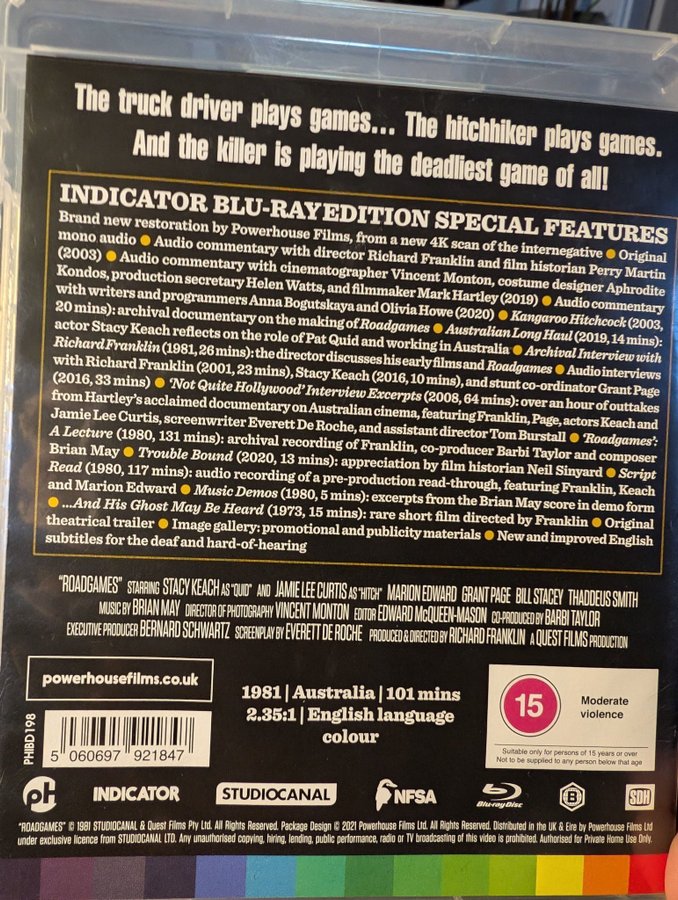 The truck driver plays games... The hitchhiker plays games.
And the killer is playing the deadliest game of all!
INDICATOR BLU-RAY EDITION SPECIAL FEATURES
Brand new restoration by Powerhouse Films, from a new 4K scan of the internegative ● Original
mono audio ● Audio commentary with director Richard Franklin and film historian Perry Martin
(2003) ● Audio commentary with cinematographer Vincent Monton, costume designer Aphrodite
Kondos, production secretary Helen Watts, and filmmaker Mark Hartley (2019) ● Audio commentary
with writers and programmers Anna Bogutskaya and Olivia Howe (2020) ● Kangaroo Hitchcock (2003,
20 mins): archival documentary on the making of Roadgames ● Australian Long Haul (2019, 14 mins):
actor Stacy Keach reflects on the role of Pat Quid and working in Australia ● Archival Interview with
Richard Franklin (1981, 26 mins): the director discusses his early films and Roadgames ● Audio interviews
with Richard Franklin (2001, 23 mins), Stacy Keach (2016, 10 mins), and stunt co-ordinator Grant Page
(2016, 33 mins) ● 'Not Quite Hollywood' Interview Excerpts (2008, 64 mins): over an hour of outtakes
from Hartley's acclaimed documentary on Australian cinema, featuring Franklin, Page, actors Keach and
Jamie Lee Curtis, screenwriter Everett De Roche, and assistant director Tom Burstall ● 'Roadgames':
A Lecture (1980, 131 mins): archival recording of Franklin, co-producer Barbi Taylor and composer
Brian May ● Trouble Bound (2020, 13 mins): appreciation by film historian Neil Sinyard ● Script
Read (1980, 117 mins): audio recording of a pre-production read-through, featuring Franklin, Keach
and Marion Edward ● Music Demos (1980, 5 mins): excerpts from the Brian May score in demo form
● ...And His Ghost May Be Heard (1973, 15 mins): rare short film directed by Franklin ● Original
theatrical trailer ● Image gallery: promotional and publicity materials ● New and improved English
subtitles for the deaf and hard-of-hearing
"ROADGAMES" STARRING STACY KEACH AS "QUID" AND JAMIE LEE CURTIS AS "HITCH" MARION EDWARD GRANT PAGE BILL STACEY THADDEUS SMITH
MUSIC BY BRIAN MAY DIRECTOR OF PHOTOGRAPHY VINCENT MONTON EDITOR EDWARD McQUEEN-MASON CO-PRODUCED BY BARBI TAYLOR
EXECUTIVE PRODUCER BERNARD SCHWARTZ SCREENPLAY BY EVERETT DE ROCHE PRODUCED & DIRECTED BY RICHARD FRANKLIN A QUEST FILMS PRODUCTION
powerhousefilms.co.uk
1981 | Australia | 101 mins
2.35:1 | English language
colour
15
Moderate
violence
Suitable only for persons of 15 years or over
Not to be supplied to any person below that age
PHIBD198
5 060697 921847
pH
INDICATOR
STUDIOCANAL
NFSA
Blu-ray Disc
B
SDH
"ROADGAMES" © 1981 STUDIOCANAL & Quest Films Pty Ltd. All Rights Reserved. Package Design © 2021 Powerhouse Films Ltd. All Rights Reserved. Distributed in the UK & Eire by Powerhouse Films Ltd
under exclusive licence from STUDIOCANAL LTD. Any unauthorised copying, hiring, lending, public performance, radio or TV broadcasting of this video is prohibited. Authorised for Private Home Use Only.